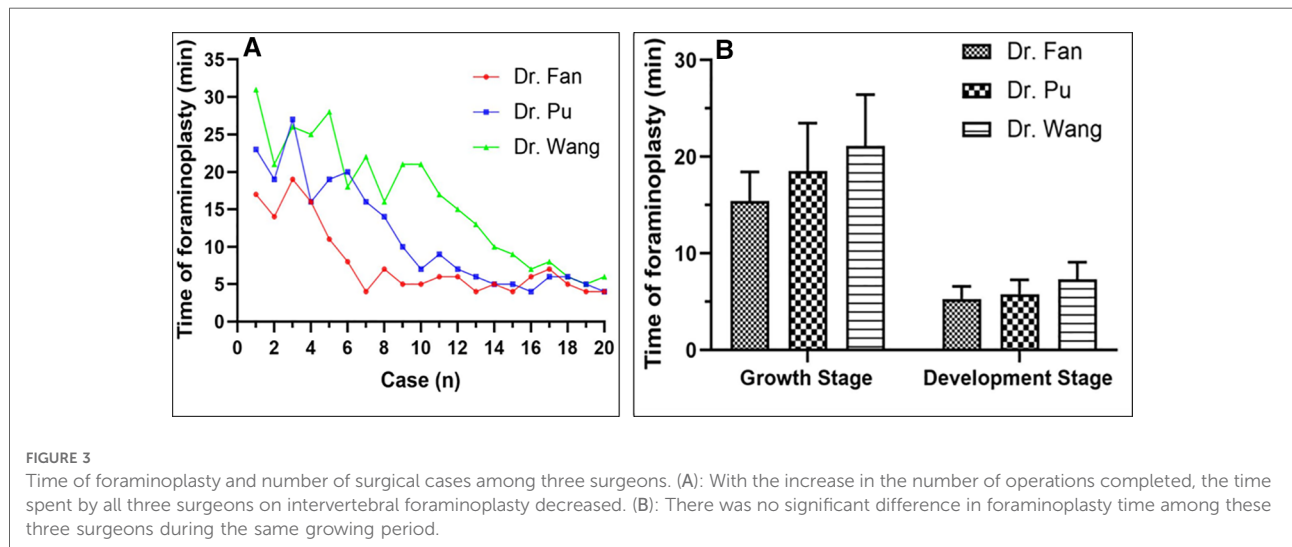 A
Time of foraminoplasty (min)
35
30
25
20
15
10
5
0
Dr. Fan
Dr. Pu
Dr. Wang
0 2 4 6 8 10 12 14 16 18 20
Case (n)
B
Time of foraminoplasty (min)
30
20
10
0
Dr. Fan
Dr. Pu
Dr. Wang
Growth Stage Development Stage
FIGURE 3
Time of foraminoplasty and number of surgical cases among three surgeons. (A): With the increase in the number of operations completed, the time
spent by all three surgeons on intervertebral foraminoplasty decreased. (B): There was no significant difference in foraminoplasty time among these
three surgeons during the same growing period.